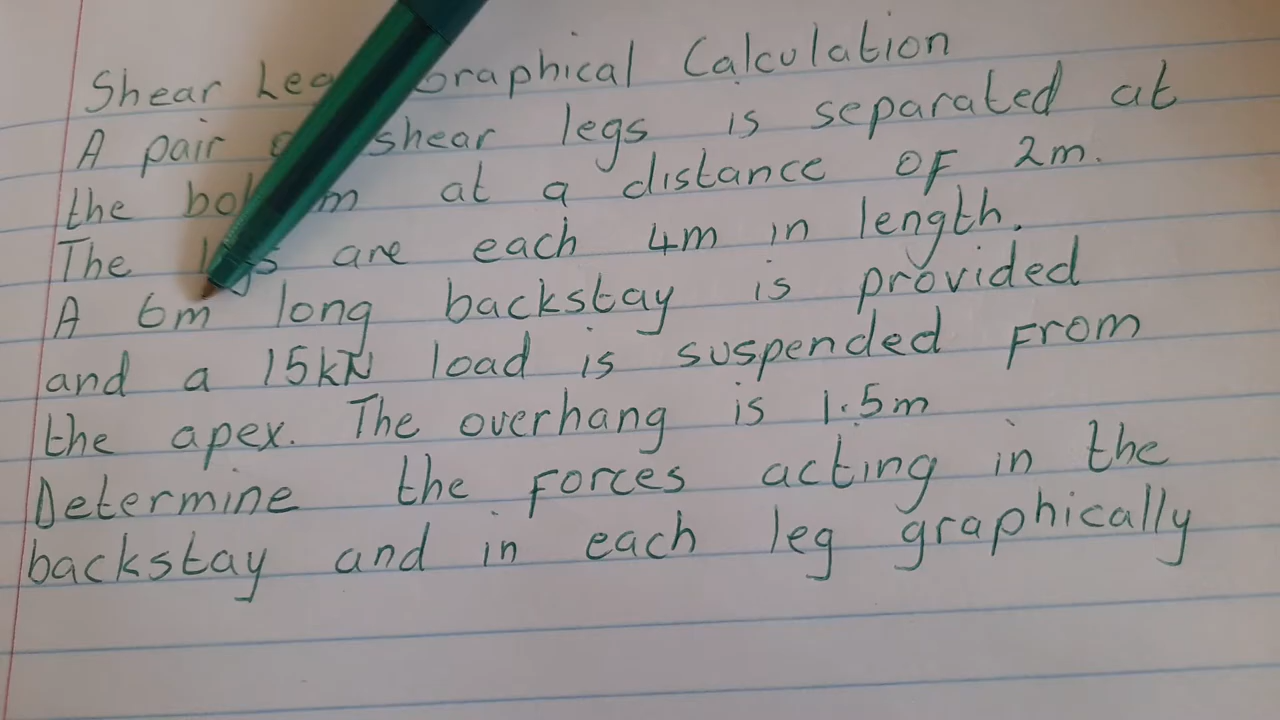 Shear Graphical Calculation
A pair shear legs is separated at
the at a distance OF 2m.
The are each 4m in length.
A 6m long backstay is provided
and a 15kN load is suspended From
the apex. The overhang is 1.5m
Determine the Forces acting in the
backstay and in each leg graphically